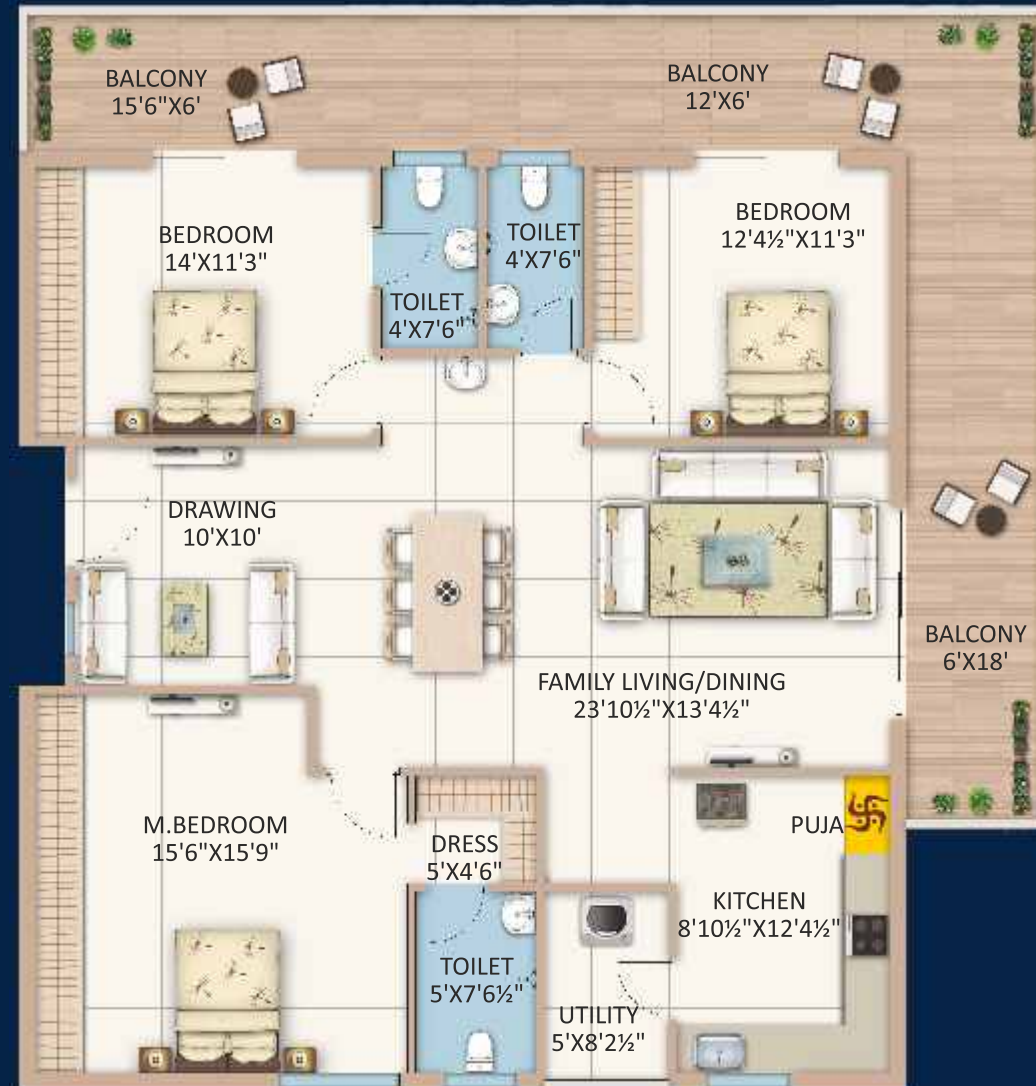 BALCONY
15'6"X6'
BALCONY
12'X6'
BEDROOM
14'X11'3"
TOILET
4'X7'6"
TOILET
4'X7'6"
BEDROOM
12'4½"X11'3"
DRAWING
10'X10'
BALCONY
6'X18'
FAMILY LIVING/DINING
23'10½"X13'4½"
M.BEDROOM
15'6"X15'9"
DRESS
5'X4'6"
PUJA
KITCHEN
8'10½"X12'4½"
TOILET
5'X7'6½"
UTILITY
5'X8'2½"